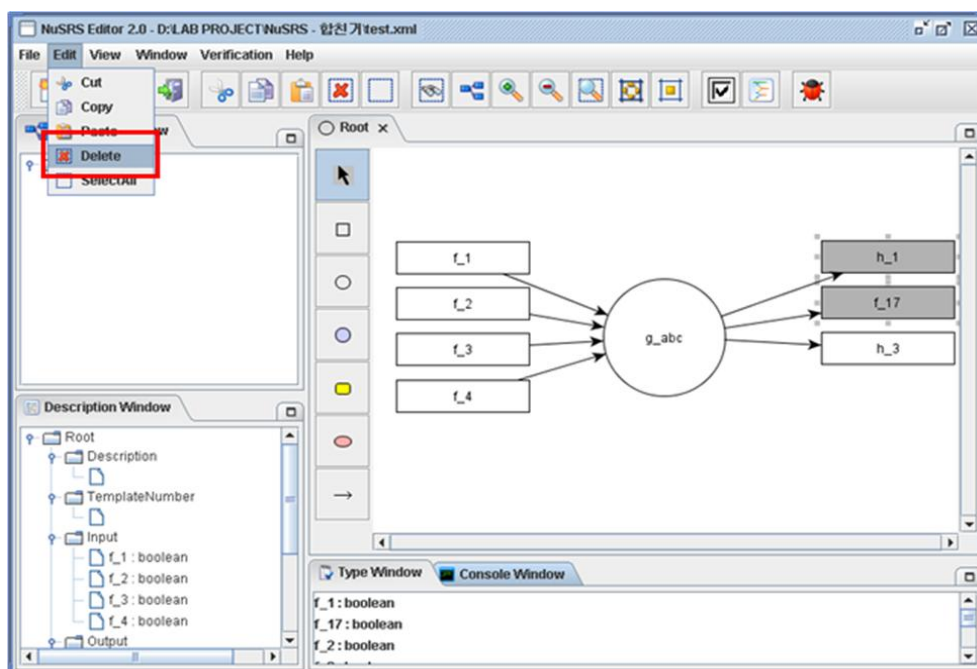 NuSRS Editor 2.0 - D:\LAB PROJECT\NuSRS - 합친거\test.xml
File Edit View Window Verification Help
Cut
Copy
Paste
Delete
SelectAll
Root
f_1
f_2
f_3
f_4
g_abc
h_1
f_17
h_3
Description Window
Root
Description
TemplateNumber
Input
f_1 : boolean
f_2 : boolean
f_3 : boolean
f_4 : boolean
Output
Type Window Console Window
f_1 : boolean
f_17 : boolean
f_2 : boolean